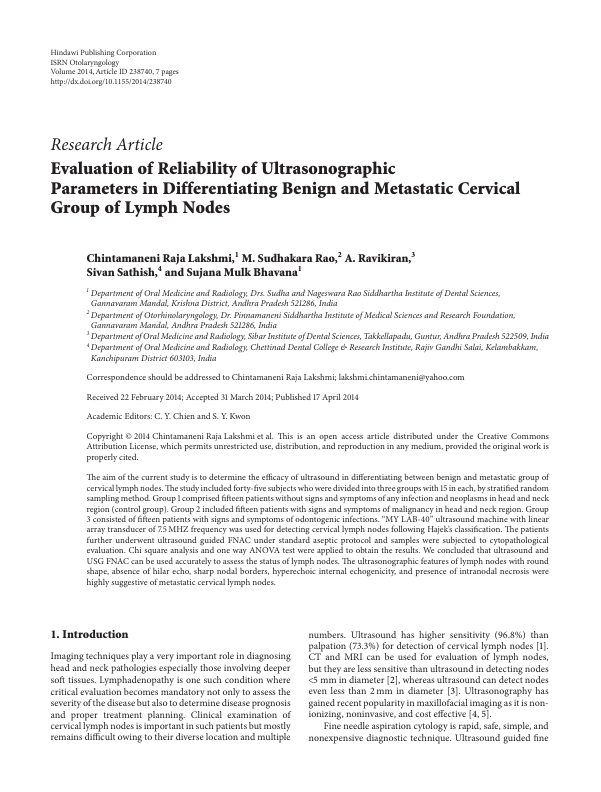 Hindawi Publishing Corporation
ISRN Otolaryngology
Volume 2014, Article ID 238740, 7 pages
http://dx.doi.org/10.1155/2014/238740
Research Article
Evaluation of Reliability of Ultrasonographic
Parameters in Differentiating Benign and Metastatic Cervical
Group of Lymph Nodes
Chintamaneni Raja Lakshmi,1 M. Sudhakara Rao,2 A. Ravikiran,3
Sivan Sathish,4 and Sujana Mulk Bhavana1
1 Department of Oral Medicine and Radiology, Drs. Sudha and Nageswara Rao Siddhartha Institute of Dental Sciences,
Gannavaram Mandal, Krishna District, Andhra Pradesh 521286, India
2 Department of Otorhinolaryngology, Dr. Pinnamaneni Siddhartha Institute of Medical Sciences and Research Foundation,
Gannavaram Mandal, Andhra Pradesh 521286, India
3 Department of Oral Medicine and Radiology, Sibar Institute of Dental Sciences, Takkellapadu, Guntur, Andhra Pradesh 522509, India
4 Department of Oral Medicine and Radiology, Chettinad Dental College & Research Institute, Rajiv Gandhi Salai, Kelambakkam,
Kanchipuram District 603103, India
Correspondence should be addressed to Chintamaneni Raja Lakshmi; lakshmi.chintamaneni@yahoo.com
Received 22 February 2014; Accepted 31 March 2014; Published 17 April 2014
Academic Editors: C. Y. Chien and S. Y. Kwon
Copyright © 2014 Chintamaneni Raja Lakshmi et al. This is an open access article distributed under the Creative Commons
Attribution License, which permits unrestricted use, distribution, and reproduction in any medium, provided the original work is
properly cited.
The aim of the current study is to determine the efficacy of ultrasound in differentiating between benign and metastatic group of
cervical lymph nodes. The study included forty-five subjects who were divided into three groups with 15 in each, by stratified random
sampling method. Group 1 comprised fifteen patients without signs and symptoms of any infection and neoplasms in head and neck
region (control group). Group 2 included fifteen patients with signs and symptoms of malignancy in head and neck region. Group
3 consisted of fifteen patients with signs and symptoms of odontogenic infections. “MY LAB-40” ultrasound machine with linear
array transducer of 7.5 MHZ frequency was used for detecting cervical lymph nodes following Hajek's classification. The patients
further underwent ultrasound guided FNAC under standard aseptic protocol and samples were subjected to cytopathological
evaluation. Chi square analysis and one way ANOVA test were applied to obtain the results. We concluded that ultrasound and
USG FNAC can be used accurately to assess the status of lymph nodes. The ultrasonographic features of lymph nodes with round
shape, absence of hilar echo, sharp nodal borders, hyperechoic internal echogenicity, and presence of intranodal necrosis were
highly suggestive of metastatic cervical lymph nodes.
1. Introduction
Imaging techniques play a very important role in diagnosing
head and neck pathologies especially those involving deeper
soft tissues. Lymphadenopathy is one such condition where
critical evaluation becomes mandatory not only to assess the
severity of the disease but also to determine disease prognosis
and proper treatment planning. Clinical examination of
cervical lymph nodes is important in such patients but mostly
remains difficult owing to their diverse location and multiple
numbers. Ultrasound has higher sensitivity (96.8%) than
palpation (73.3%) for detection of cervical lymph nodes [1].
CT and MRI can be used for evaluation of lymph nodes,
but they are less sensitive than ultrasound in detecting nodes
<5 mm in diameter [2], whereas ultrasound can detect nodes
even less than 2 mm in diameter [3]. Ultrasonography has
gained recent popularity in maxillofacial imaging as it is non-
ionizing, noninvasive, and cost effective [4, 5].
Fine needle aspiration cytology is rapid, safe, simple, and
nonexpensive diagnostic technique. Ultrasound guided fine